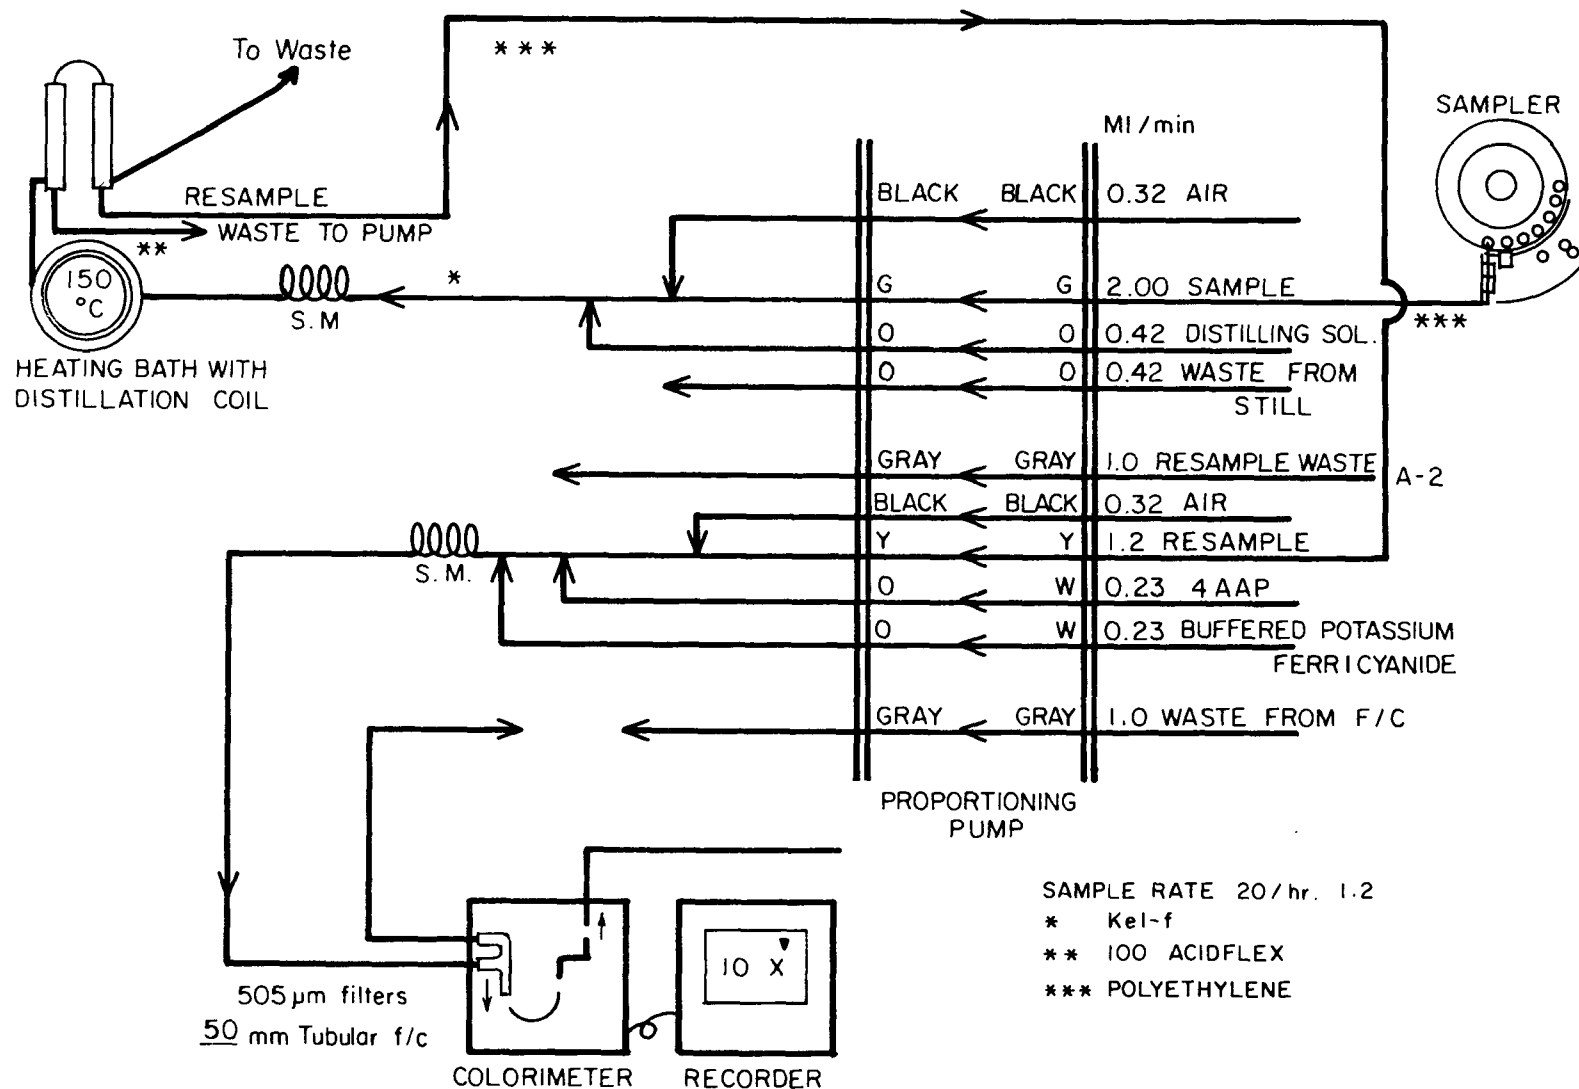 To Waste
***
Ml/min
SAMPLER
RESAMPLE
WASTE TO PUMP
**
*
BLACK BLACK 0.32 AIR
150
°C
S.M
G G 2.00 SAMPLE
***
HEATING BATH WITH
DISTILLATION COIL
O O 0.42 DISTILLING SOL.
O O 0.42 WASTE FROM
STILL
GRAY GRAY 1.0 RESAMPLE WASTE
A-2
BLACK BLACK 0.32 AIR
S.M.
Y Y 1.2 RESAMPLE
O W 0.23 4AAP
O W 0.23 BUFFERED POTASSIUM
FERRICYANIDE
GRAY GRAY 1.0 WASTE FROM F/C
PROPORTIONING
PUMP
SAMPLE RATE 20/hr. 1.2
* Kel-f
** 100 ACIDFLEX
*** POLYETHYLENE
10 X
505 µm filters
50 mm Tubular f/c
COLORIMETER
RECORDER